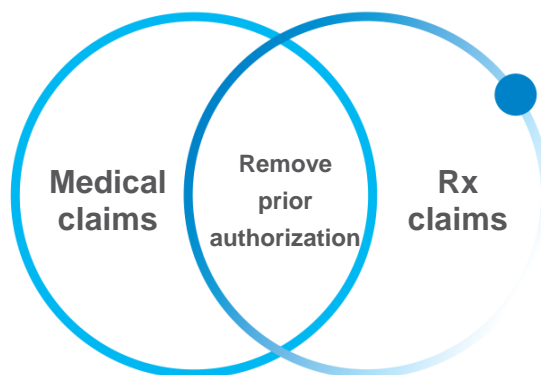 Medical
claims
Remove
prior
authorization
Rx
claims